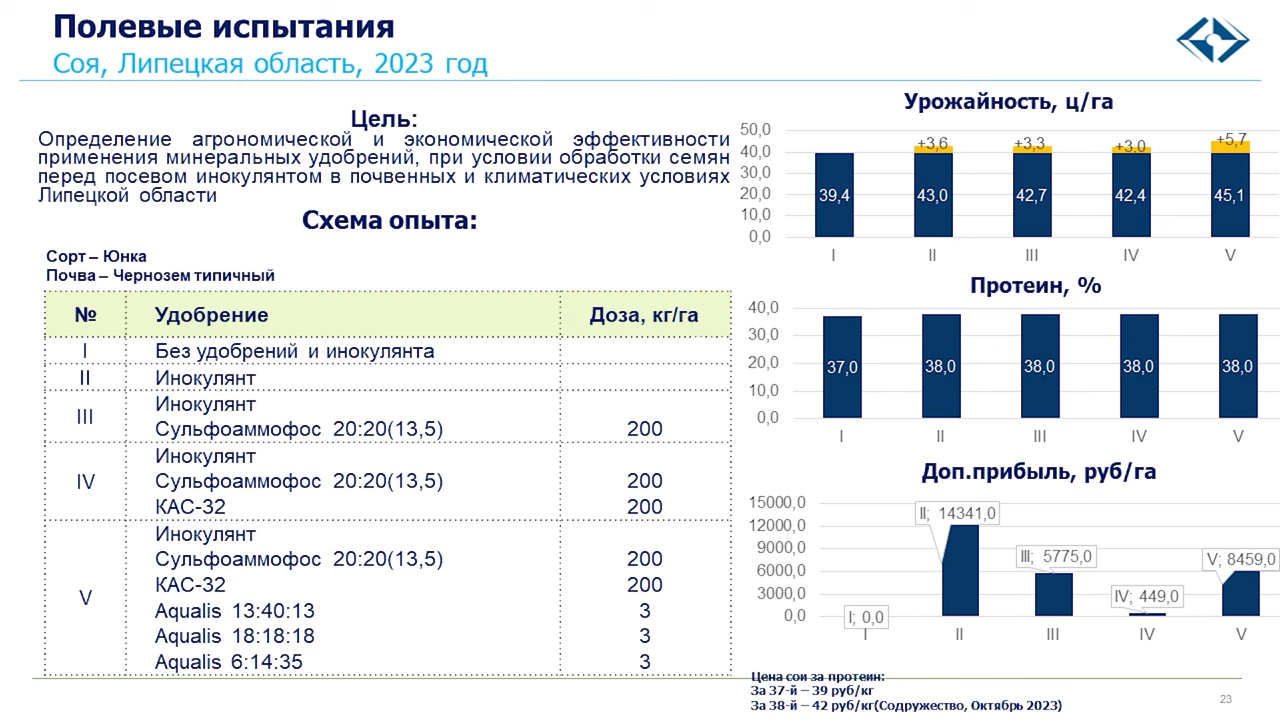 Полевые испытания
Соя, Липецкая область, 2023 год
Цель:
Определение агрономической и экономической эффективности
применения минеральных удобрений, при условии обработки семян
перед посевом инокулянтом в почвенных и климатических условиях
Липецкой области
Схема опыта:
Сорт – Юнка
Почва – Чернозем типичный
№ Удобрение Доза, кг/га
I Без удобрений и инокулянта
II Инокулянт
III Инокулянт
Сульфоаммофос 20:20(13,5) 200
IV Инокулянт
Сульфоаммофос 20:20(13,5) 200
КАС-32 200
V Инокулянт
Сульфоаммофос 20:20(13,5) 200
КАС-32 200
Aqualis 13:40:13 3
Aqualis 18:18:18 3
Aqualis 6:14:35 3
Урожайность, ц/га
50,0
40,0
30,0
20,0
10,0
0,0
+3,6 +3,3 +3,0 +5,7
39,4 43,0 42,7 42,4 45,1
I II III IV V
Протеин, %
40,0
30,0
20,0
10,0
0,0
37,0 38,0 38,0 38,0 38,0
I II III IV V
Доп.прибыль, руб/га
15000,0
12000,0
9000,0
6000,0
3000,0
0,0
I; 0,0
II; 14341,0
III; 5775,0
IV; 449,0
V; 8459,0
I II III IV V
Цена сои за протеин:
За 37-й – 39 руб/кг
За 38-й – 42 руб/кг(Содружество, Октябрь 2023)
23